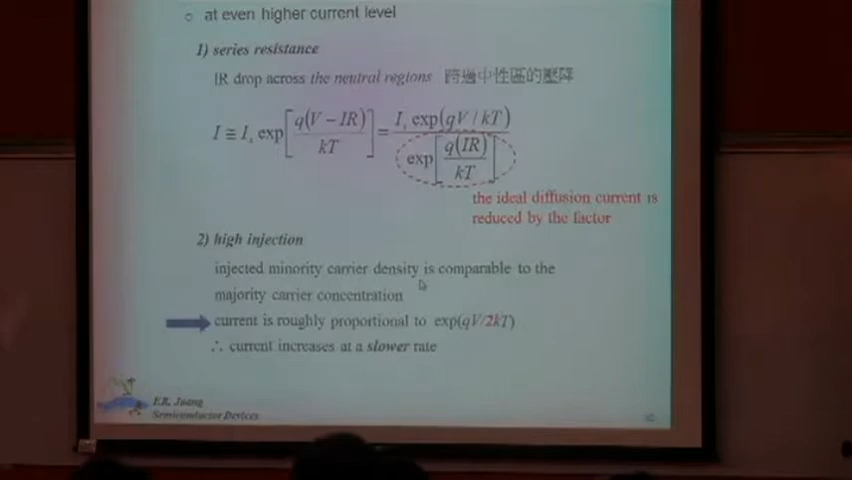 ○ at even higher current level
1) series resistance
IR drop across the neutral regions 跨過中性區的壓降
I ≅ I_s exp[q(V − IR)/kT] = I_s exp(qV / kT) / exp[q(IR)/kT]
the ideal diffusion current is
reduced by the factor
2) high injection
injected minority carrier density is comparable to the
majority carrier concentration
current is roughly proportional to exp(qV/2kT)
∴ current increases at a slower rate
F.R. Juang
Semiconductor Devices